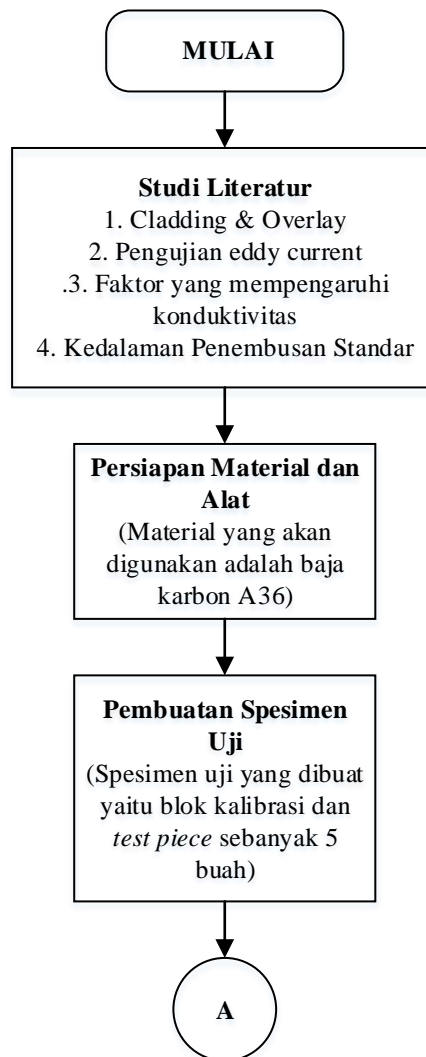 MULAI
Studi Literatur
1. Cladding & Overlay
2. Pengujian eddy current
.3. Faktor yang mempengaruhi
konduktivitas
4. Kedalaman Penembusan Standar
Persiapan Material dan
Alat
(Material yang akan
digunakan adalah baja
karbon A36)
Pembuatan Spesimen
Uji
(Spesimen uji yang dibuat
yaitu blok kalibrasi dan
test piece sebanyak 5
buah)
A